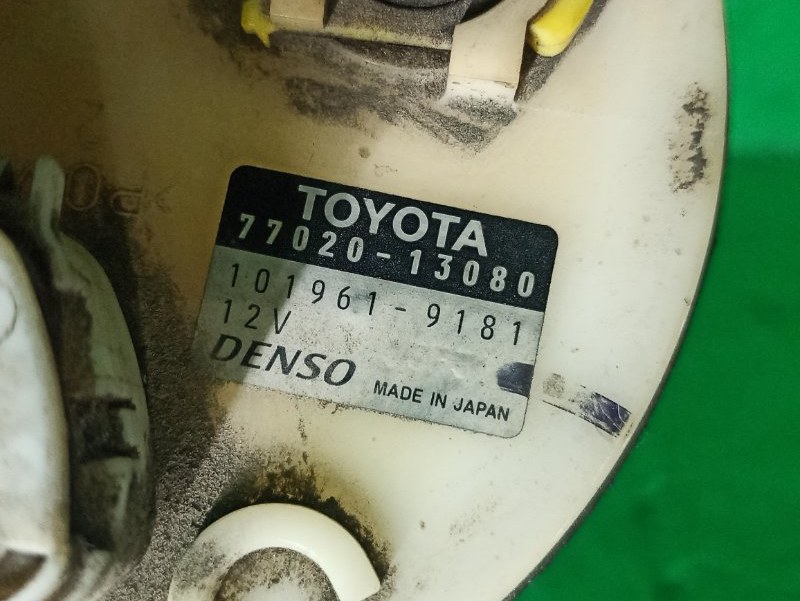 TOYOTA
77020-13080
101961-9181
12V
DENSO
MADE IN JAPAN